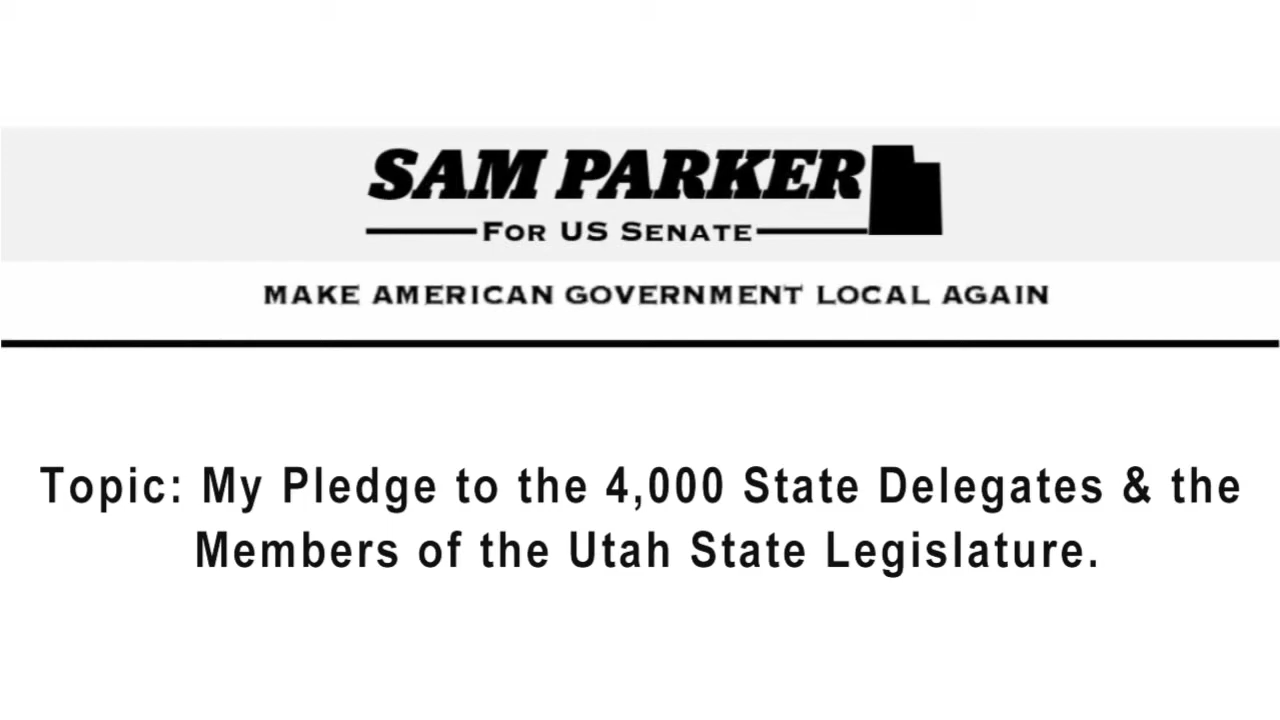 SAM PARKER
FOR US SENATE
MAKE AMERICAN GOVERNMENT LOCAL AGAIN
Topic: My Pledge to the 4,000 State Delegates & the
Members of the Utah State Legislature.